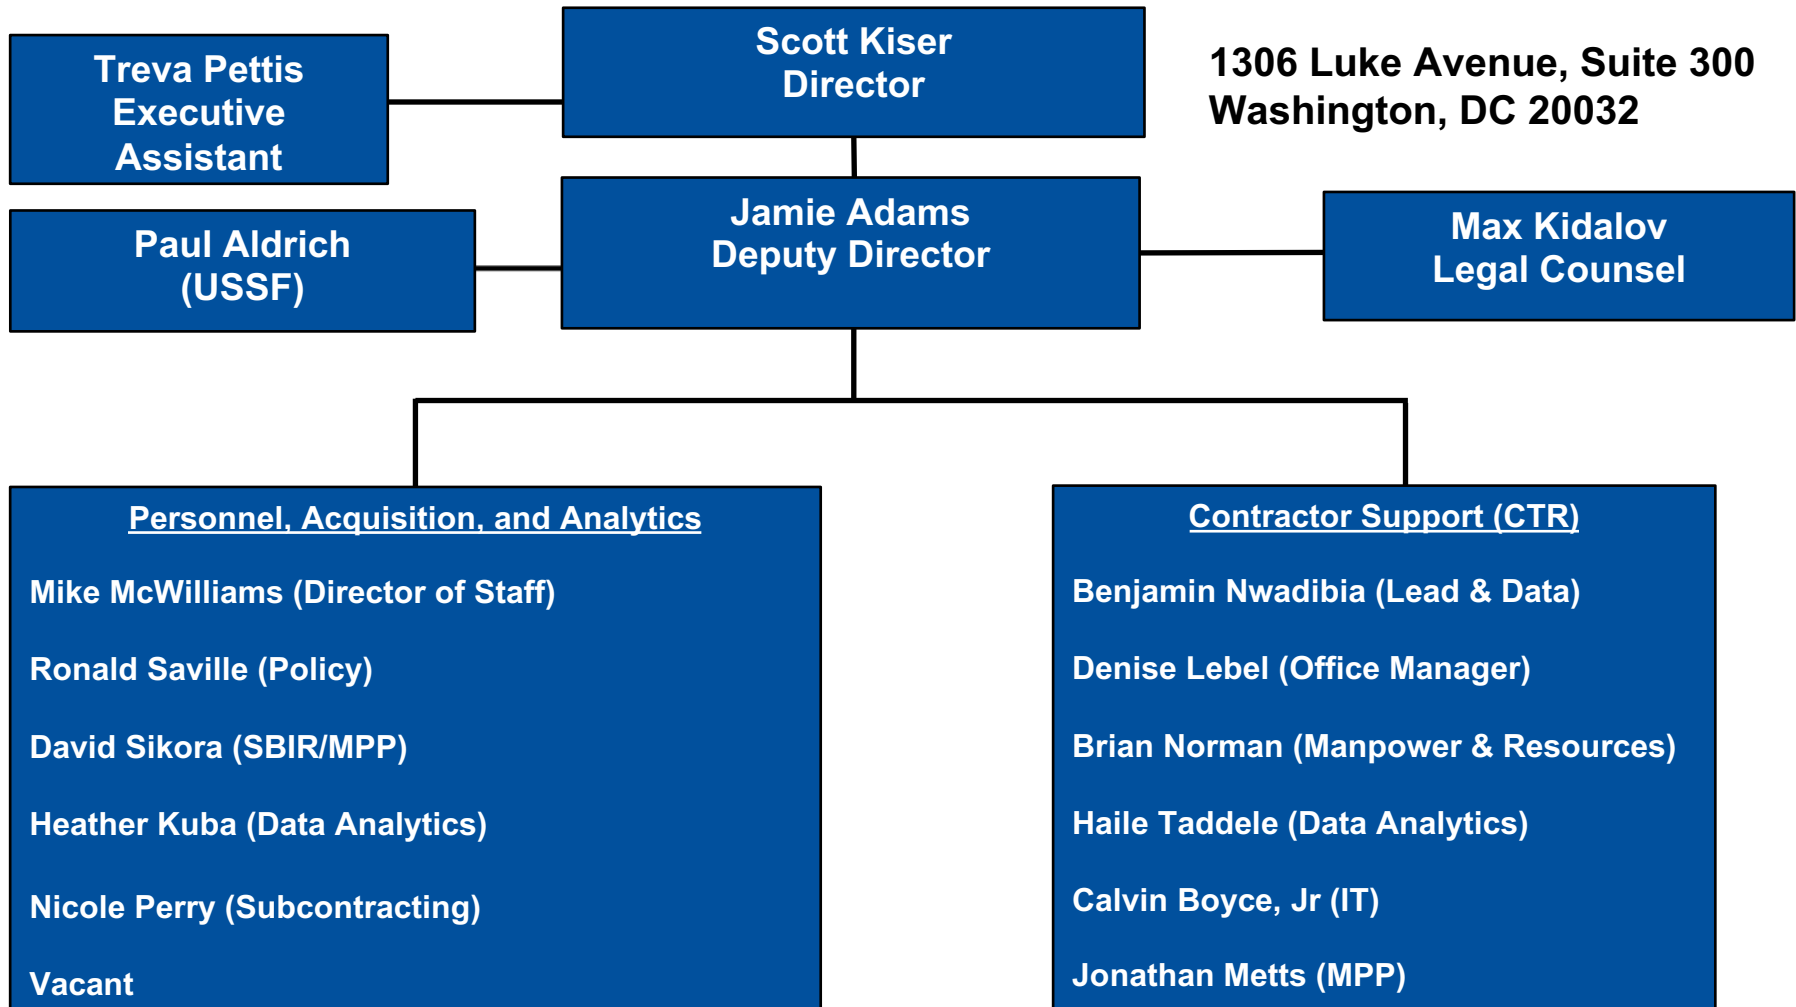 Scott Kiser
Director
1306 Luke Avenue, Suite 300
Washington, DC 20032
Treva Pettis
Executive
Assistant
Jamie Adams
Deputy Director
Paul Aldrich
(USSF)
Max Kidalov
Legal Counsel
Personnel, Acquisition, and Analytics
Mike McWilliams (Director of Staff)
Ronald Saville (Policy)
David Sikora (SBIR/MPP)
Heather Kuba (Data Analytics)
Nicole Perry (Subcontracting)
Vacant
Contractor Support (CTR)
Benjamin Nwadibia (Lead & Data)
Denise Lebel (Office Manager)
Brian Norman (Manpower & Resources)
Haile Taddele (Data Analytics)
Calvin Boyce, Jr (IT)
Jonathan Metts (MPP)